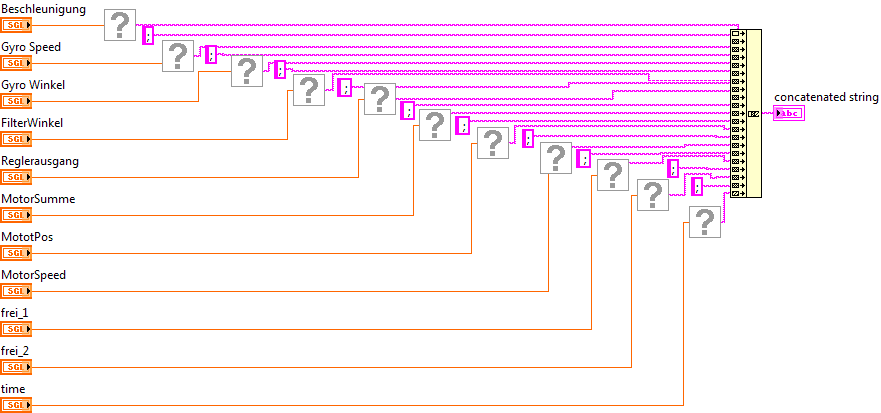 Beschleunigung
SGL
?
;
Gyro Speed
SGL
?
;
Gyro Winkel
SGL
?
;
FilterWinkel
SGL
?
;
Reglerausgang
SGL
?
;
MotorSumme
SGL
?
;
MototPos
SGL
?
;
MotorSpeed
SGL
?
;
frei_1
SGL
?
;
frei_2
SGL
?
;
time
SGL
?
concatenated string
abc